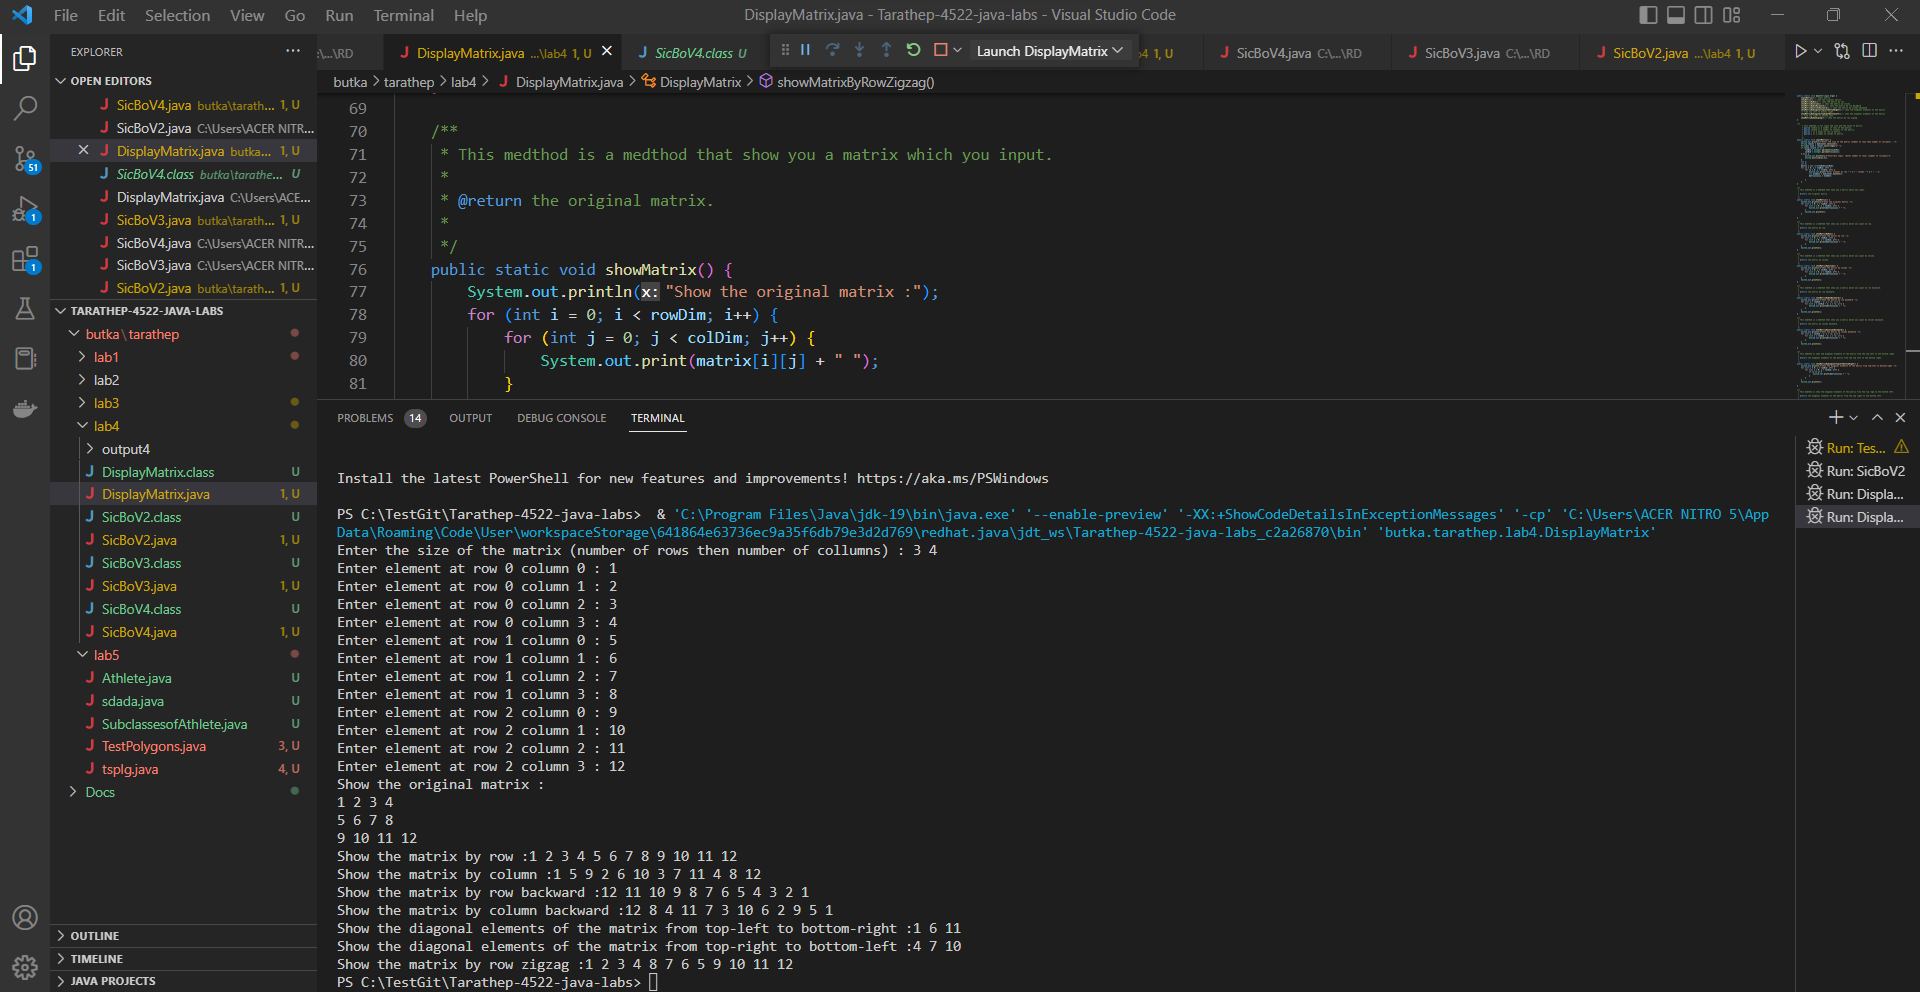 File Edit Selection View Go Run Terminal Help
DisplayMatrix.java - Tarathep-4522-java-labs - Visual Studio Code
EXPLORER
OPEN EDITORS
SicBoV4.java butka\tarath... 1, U
SicBoV2.java C:\Users\ACER NITR...
DisplayMatrix.java butka... 1, U
SicBoV4.class butka\tarathe... U
DisplayMatrix.java C:\Users\ACE...
SicBoV3.java butka\tarath... 1, U
SicBoV4.java C:\Users\ACER NITR...
SicBoV3.java C:\Users\ACER NITR...
SicBoV2.java butka\tarath... 1, U
TARATHEP-4522-JAVA-LABS
butka\tarathep
lab1
lab2
lab3
lab4
output4
DisplayMatrix.class U
DisplayMatrix.java 1, U
SicBoV2.class U
SicBoV2.java 1, U
SicBoV3.class U
SicBoV3.java 1, U
SicBoV4.class U
SicBoV4.java 1, U
lab5
Athlete.java U
sdada.java U
SubclassesofAthlete.java U
TestPolygons.java 3, U
tsplg.java 4, U
Docs
OUTLINE
TIMELINE
JAVA PROJECTS
51
1
1
:\...\RD DisplayMatrix.java ...\lab4 1, U SicBoV4.class U Launch DisplayMatrix 4 1, U SicBoV4.java C:\...\RD SicBoV3.java C:\...\RD SicBoV2.java ...\lab4 1, U
butka > tarathep > lab4 > DisplayMatrix.java > DisplayMatrix > showMatrixByRowZigzag()
69
70 /**
71 * This medthod is a medthod that show you a matrix which you input.
72 *
73 * @return the original matrix.
74 *
75 */
76 public static void showMatrix() {
77 System.out.println(x: "Show the original matrix :");
78 for (int i = 0; i < rowDim; i++) {
79 for (int j = 0; j < colDim; j++) {
80 System.out.print(matrix[i][j] + " ");
81 }
PROBLEMS 14 OUTPUT DEBUG CONSOLE TERMINAL
Install the latest PowerShell for new features and improvements! https://aka.ms/PSWindows
PS C:\TestGit\Tarathep-4522-java-labs> & 'C:\Program Files\Java\jdk-19\bin\java.exe' '--enable-preview' '-XX:+ShowCodeDetailsInExceptionMessages' '-cp' 'C:\Users\ACER NITRO 5\App
Data\Roaming\Code\User\workspaceStorage\641864e63736ec9a35f6db79e3d2d769\redhat.java\jdt_ws\Tarathep-4522-java-labs_c2a26870\bin' 'butka.tarathep.lab4.DisplayMatrix'
Enter the size of the matrix (number of rows then number of collumns) : 3 4
Enter element at row 0 column 0 : 1
Enter element at row 0 column 1 : 2
Enter element at row 0 column 2 : 3
Enter element at row 0 column 3 : 4
Enter element at row 1 column 0 : 5
Enter element at row 1 column 1 : 6
Enter element at row 1 column 2 : 7
Enter element at row 1 column 3 : 8
Enter element at row 2 column 0 : 9
Enter element at row 2 column 1 : 10
Enter element at row 2 column 2 : 11
Enter element at row 2 column 3 : 12
Show the original matrix :
1 2 3 4
5 6 7 8
9 10 11 12
Show the matrix by row :1 2 3 4 5 6 7 8 9 10 11 12
Show the matrix by column :1 5 9 2 6 10 3 7 11 4 8 12
Show the matrix by row backward :12 11 10 9 8 7 6 5 4 3 2 1
Show the matrix by column backward :12 8 4 11 7 3 10 6 2 9 5 1
Show the diagonal elements of the matrix from top-left to bottom-right :1 6 11
Show the diagonal elements of the matrix from top-right to bottom-left :4 7 10
Show the matrix by row zigzag :1 2 3 4 8 7 6 5 9 10 11 12
PS C:\TestGit\Tarathep-4522-java-labs>
Run: Tes...
Run: SicBoV2
Run: Displa...
Run: Displa...